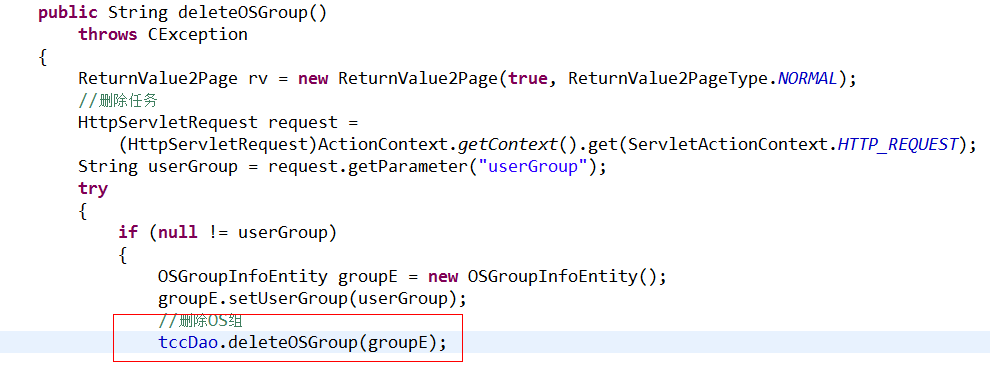 public String deleteOSGroup()
throws CException
{
ReturnValue2Page rv = new ReturnValue2Page(true, ReturnValue2PageType.NORMAL);
//删除任务
HttpServletRequest request =
(HttpServletRequest)ActionContext.getContext().get(ServletActionContext.HTTP_REQUEST);
String userGroup = request.getParameter("userGroup");
try
{
if (null != userGroup)
{
OSGroupInfoEntity groupE = new OSGroupInfoEntity();
groupE.setUserGroup(userGroup);
//删除OS组
tccDao.deleteOSGroup(groupE);